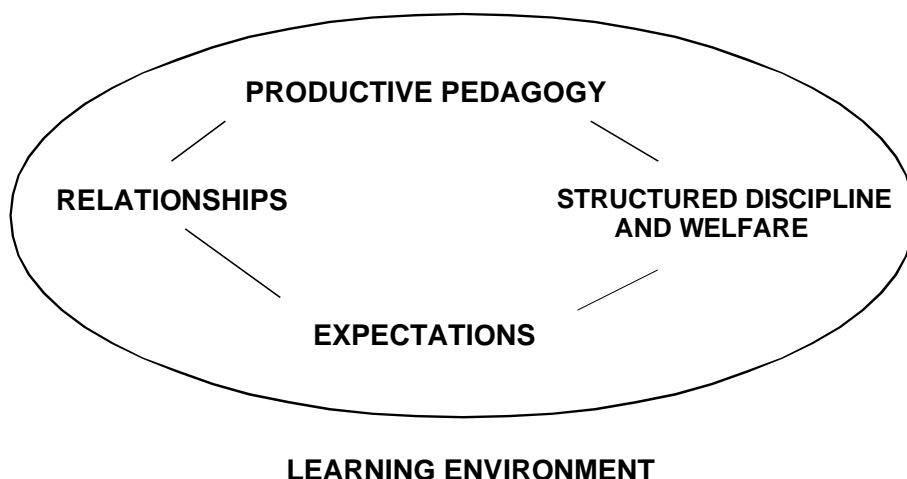 PRODUCTIVE PEDAGOGY
RELATIONSHIPS
STRUCTURED DISCIPLINE
AND WELFARE
EXPECTATIONS
LEARNING ENVIRONMENT